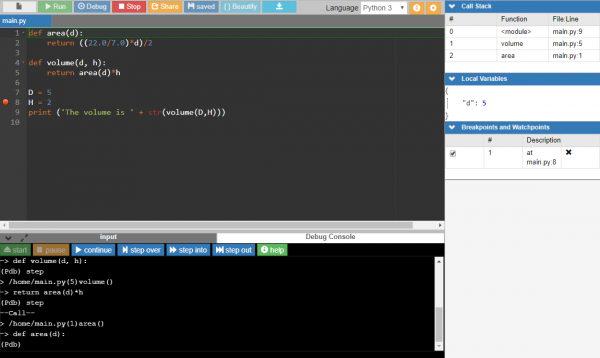 Run Debug Stop Share saved { } Beautify
Language Python 3
main.py
1 def area(d):
2 return ((22.0/7.0)*d)/2
3
4 def volume(d, h):
5 return area(d)*h
6
7 D = 5
8 H = 2
9 print ('The volume is ' + str(volume(D,H)))
10
input Debug Console
start pause continue step over step into step out help
-> def volume(d, h):
(Pdb) step
> /home/main.py(5)volume()
-> return area(d)*h
(Pdb) step
--Call--
> /home/main.py(1)area()
-> def area(d):
(Pdb)
Call Stack
# Function File:Line
0 <module> main.py:9
1 volume main.py:5
2 area main.py:1
Local Variables
{
"d": 5
}
Breakpoints and Watchpoints
# Description
1 at
main.py:8